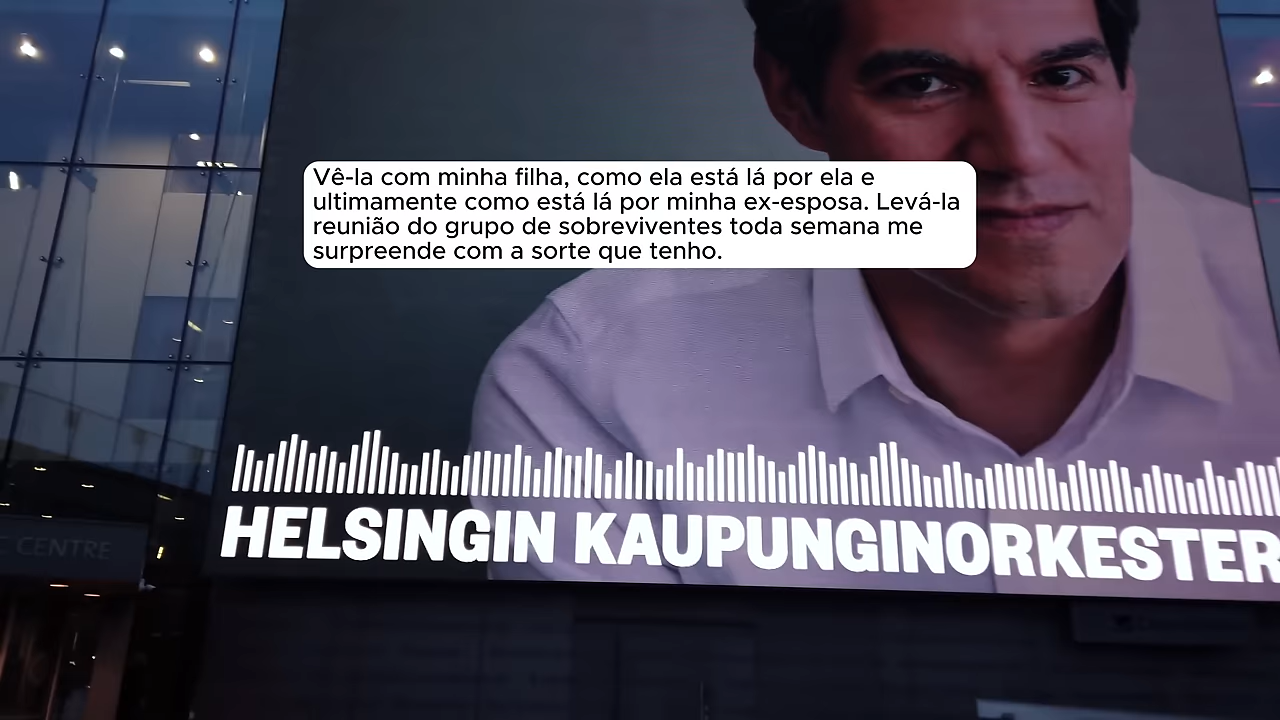 Vê-la com minha filha, como ela está lá por ela e
ultimamente como está lá por minha ex-esposa. Levá-la
reunião do grupo de sobreviventes toda semana me
surpreende com a sorte que tenho.
HELSINGIN KAUPUNGINORKESTER
C CENTRE